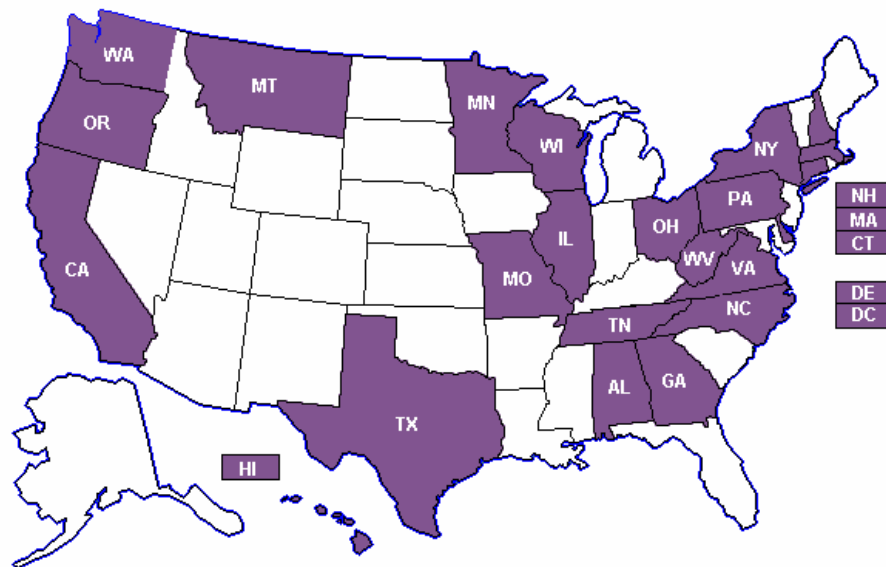 WA
MT
MN
OR
WI
NY
PA
NH
MA
CT
OH
IL
WV
VA
CA
MO
DE
DC
NC
TN
AL
GA
TX
HI